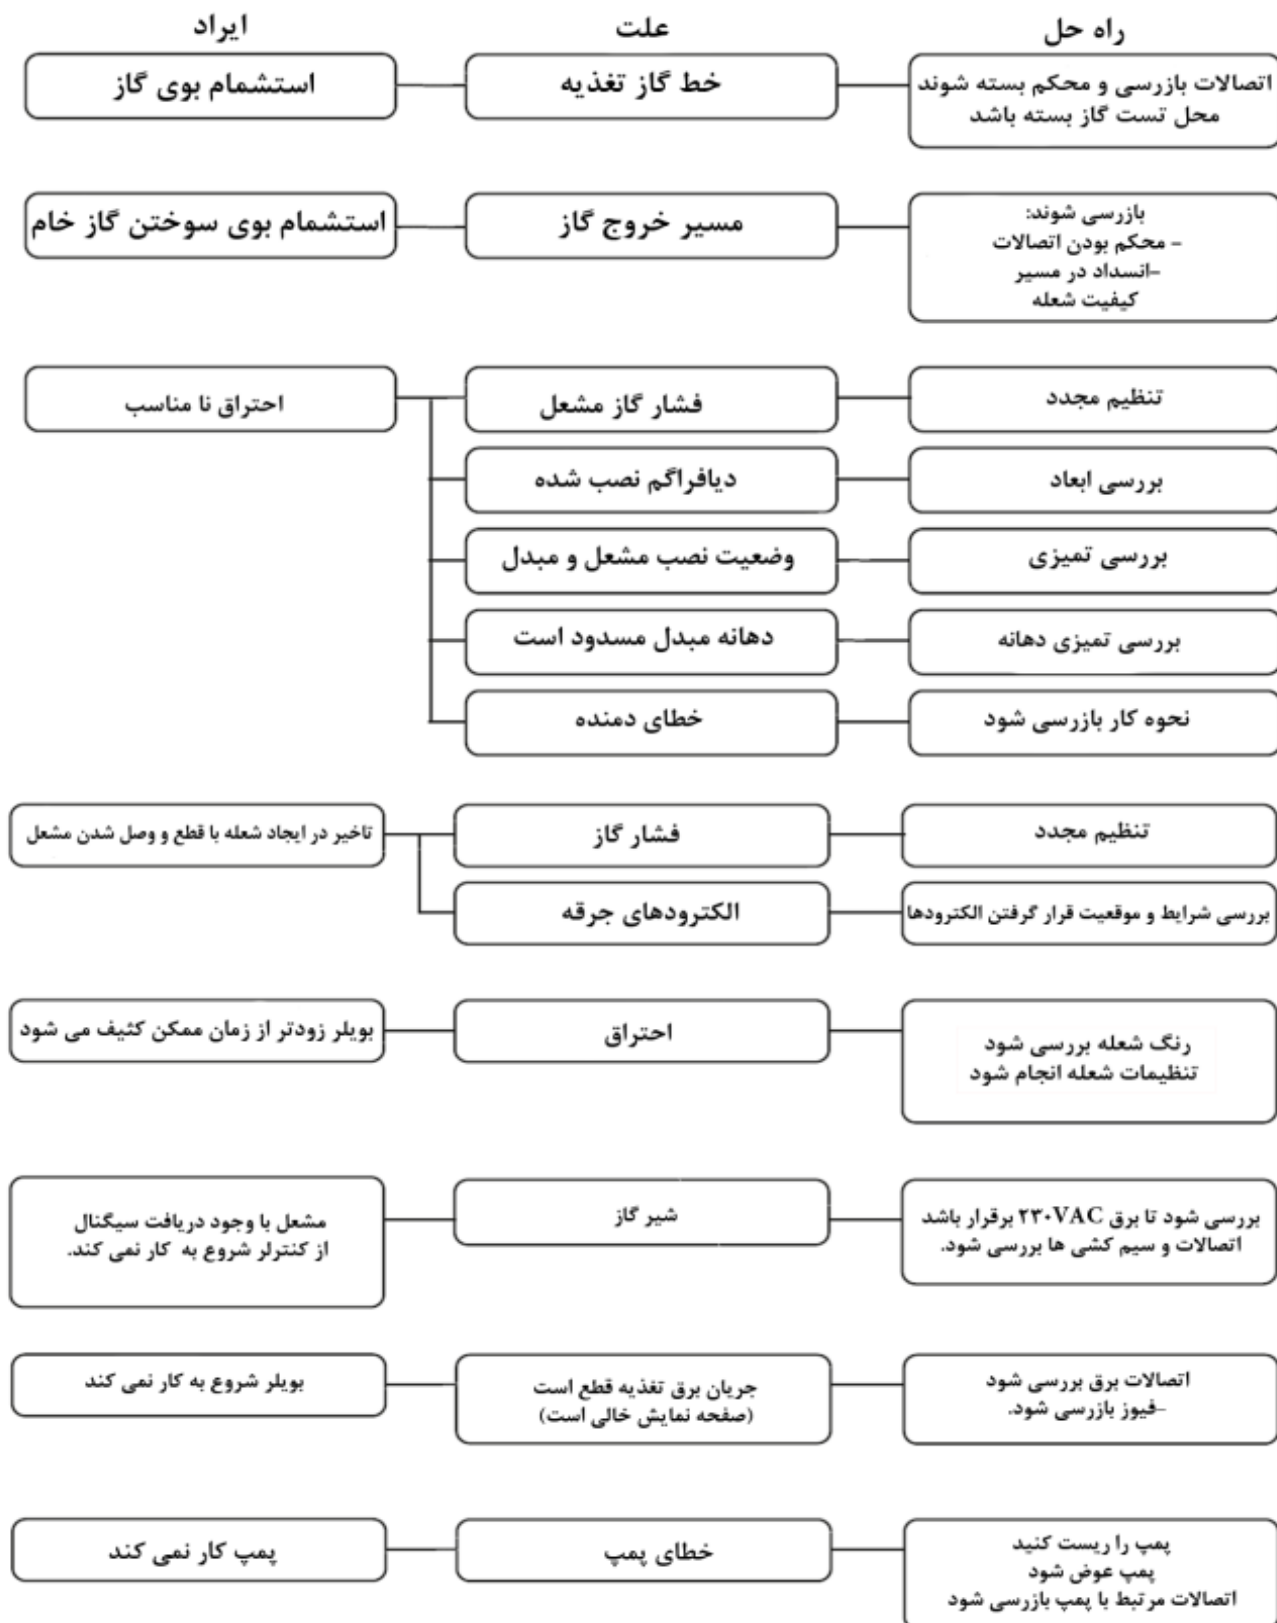 ایراد
علت
راه حل
استشمام بوی گاز
خط گاز تغذیه
اتصالات بازرسی و محکم بسته شوند
محل تست گاز بسته باشد
استشمام بوی سوختن گاز خام
مسیر خروج گاز
بازرسی شوند:
- محکم بودن اتصالات
-انسداد در مسیر
کیفیت شعله
احتراق نا مناسب
فشار گاز مشعل
تنظیم مجدد
دیافراگم نصب شده
بررسی ابعاد
وضعیت نصب مشعل و مبدل
بررسی تمیزی
دهانه مبدل مسدود است
بررسی تمیزی دهانه
خطای دمنده
نحوه کار بازرسی شود
تاخیر در ایجاد شعله با قطع و وصل شدن مشعل
فشار گاز
تنظیم مجدد
الکترودهای جرقه
بررسی شرایط و موقعیت قرار گرفتن الکترودها
بویلر زودتر از زمان ممکن کثیف می شود
احتراق
رنگ شعله بررسی شود
تنظیمات شعله انجام شود
مشعل با وجود دریافت سیگنال
از کنترلر شروع به کار نمی کند.
شیر گاز
بررسی شود تا برق ۲۳۰VAC برقرار باشد
اتصالات و سیم کشی ها بررسی شود.
بویلر شروع به کار نمی کند
جریان برق تغذیه قطع است
(صفحه نمایش خالی است)
اتصالات برق بررسی شود
-فیوز بازرسی شود.
پمپ کار نمی کند
خطای پمپ
پمپ را ریست کنید
پمپ عوض شود
اتصالات مرتبط با پمپ بازرسی شود